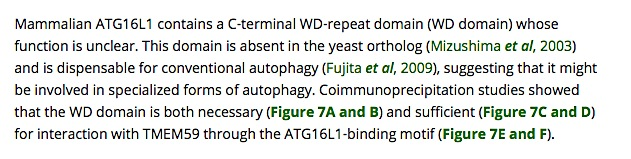 Mammalian ATG16L1 contains a C-terminal WD-repeat domain (WD domain) whose
function is unclear. This domain is absent in the yeast ortholog (Mizushima et al, 2003)
and is dispensable for conventional autophagy (Fujita et al, 2009), suggesting that it might
be involved in specialized forms of autophagy. Coimmunoprecipitation studies showed
that the WD domain is both necessary (Figure 7A and B) and sufficient (Figure 7C and D)
for interaction with TMEM59 through the ATG16L1-binding motif (Figure 7E and F).